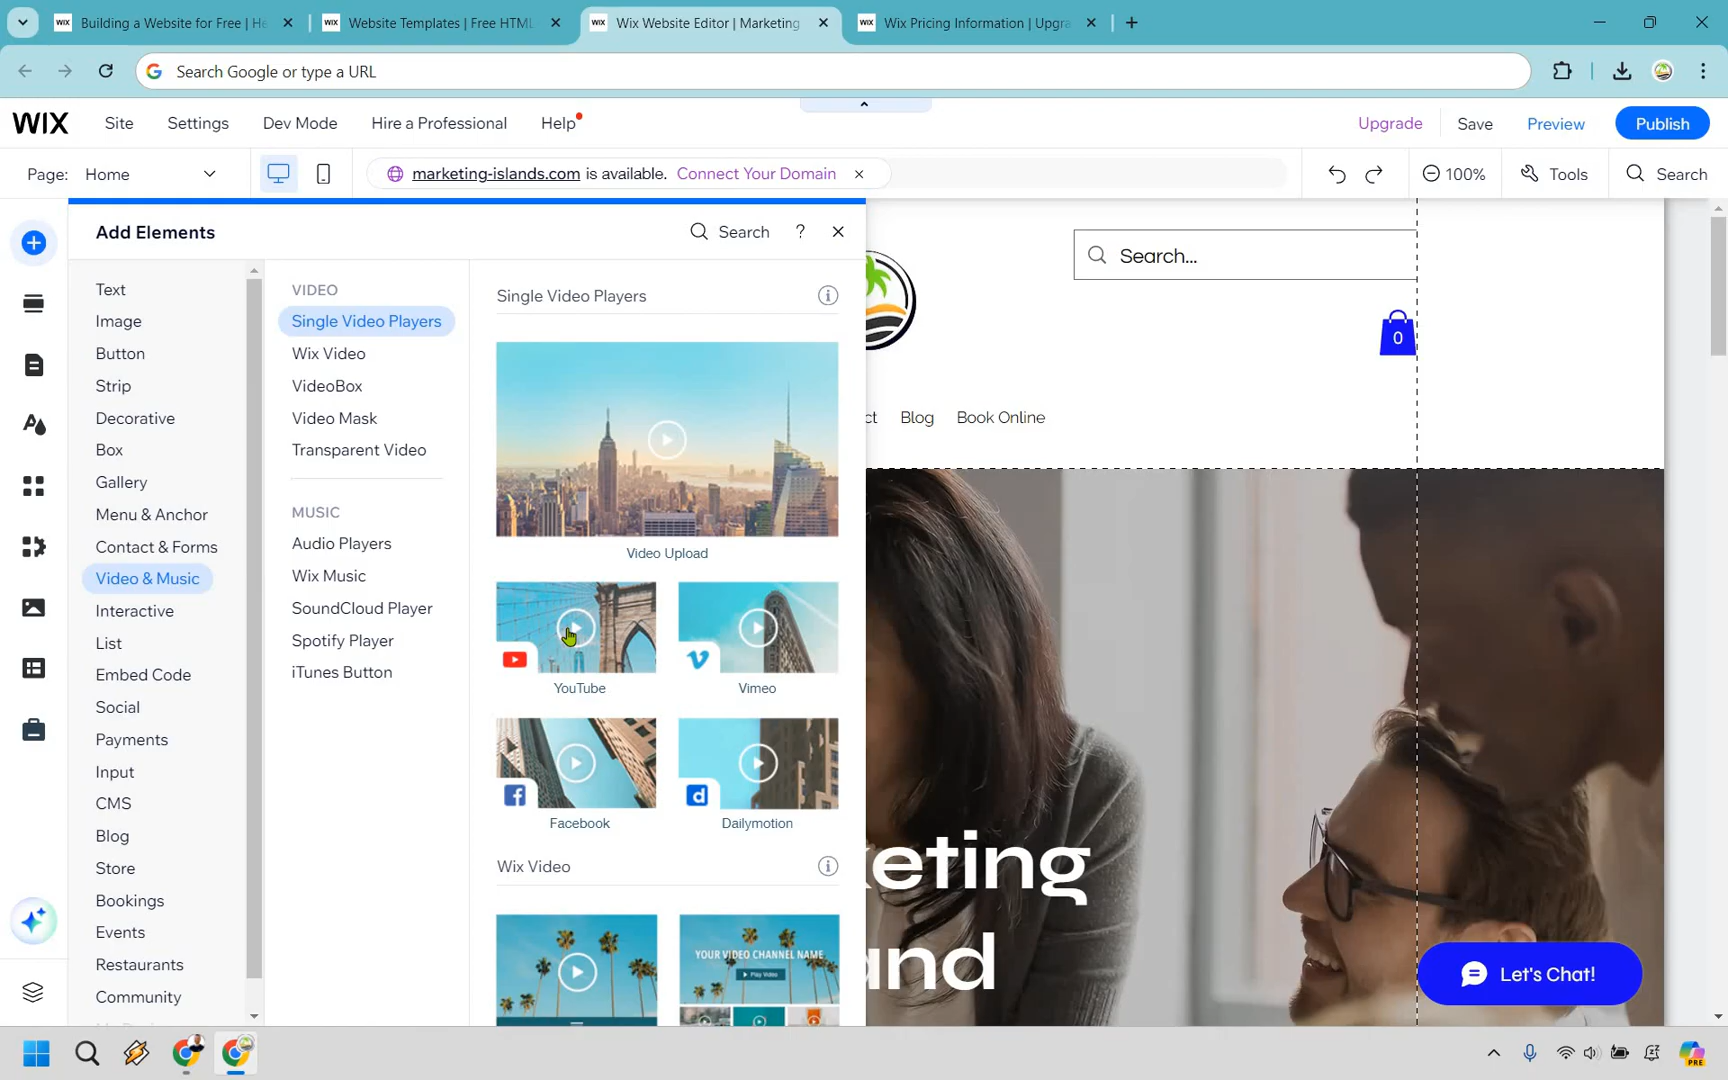 Building a Website for Free | He
Website Templates | Free HTML
Wix Website Editor | Marketing
Wix Pricing Information | Upgra
Search Google or type a URL
WIX
Site
Settings
Dev Mode
Hire a Professional
Help
Upgrade
Save
Preview
Publish
Page: Home
marketing-islands.com is available. Connect Your Domain
100%
Tools
Search
Add Elements
Search
?
Text
Image
Button
Strip
Decorative
Box
Gallery
Menu & Anchor
Contact & Forms
Video & Music
Interactive
List
Embed Code
Social
Payments
Input
CMS
Blog
Store
Bookings
Events
Restaurants
Community
VIDEO
Single Video Players
Wix Video
VideoBox
Video Mask
Transparent Video
MUSIC
Audio Players
Wix Music
SoundCloud Player
Spotify Player
iTunes Button
Single Video Players
Video Upload
YouTube
Vimeo
Facebook
Dailymotion
Wix Video
YOUR VIDEO CHANNEL NAME
Play Video
Search...
0
ct
Blog
Book Online
keting
and
Let's Chat!
PRE